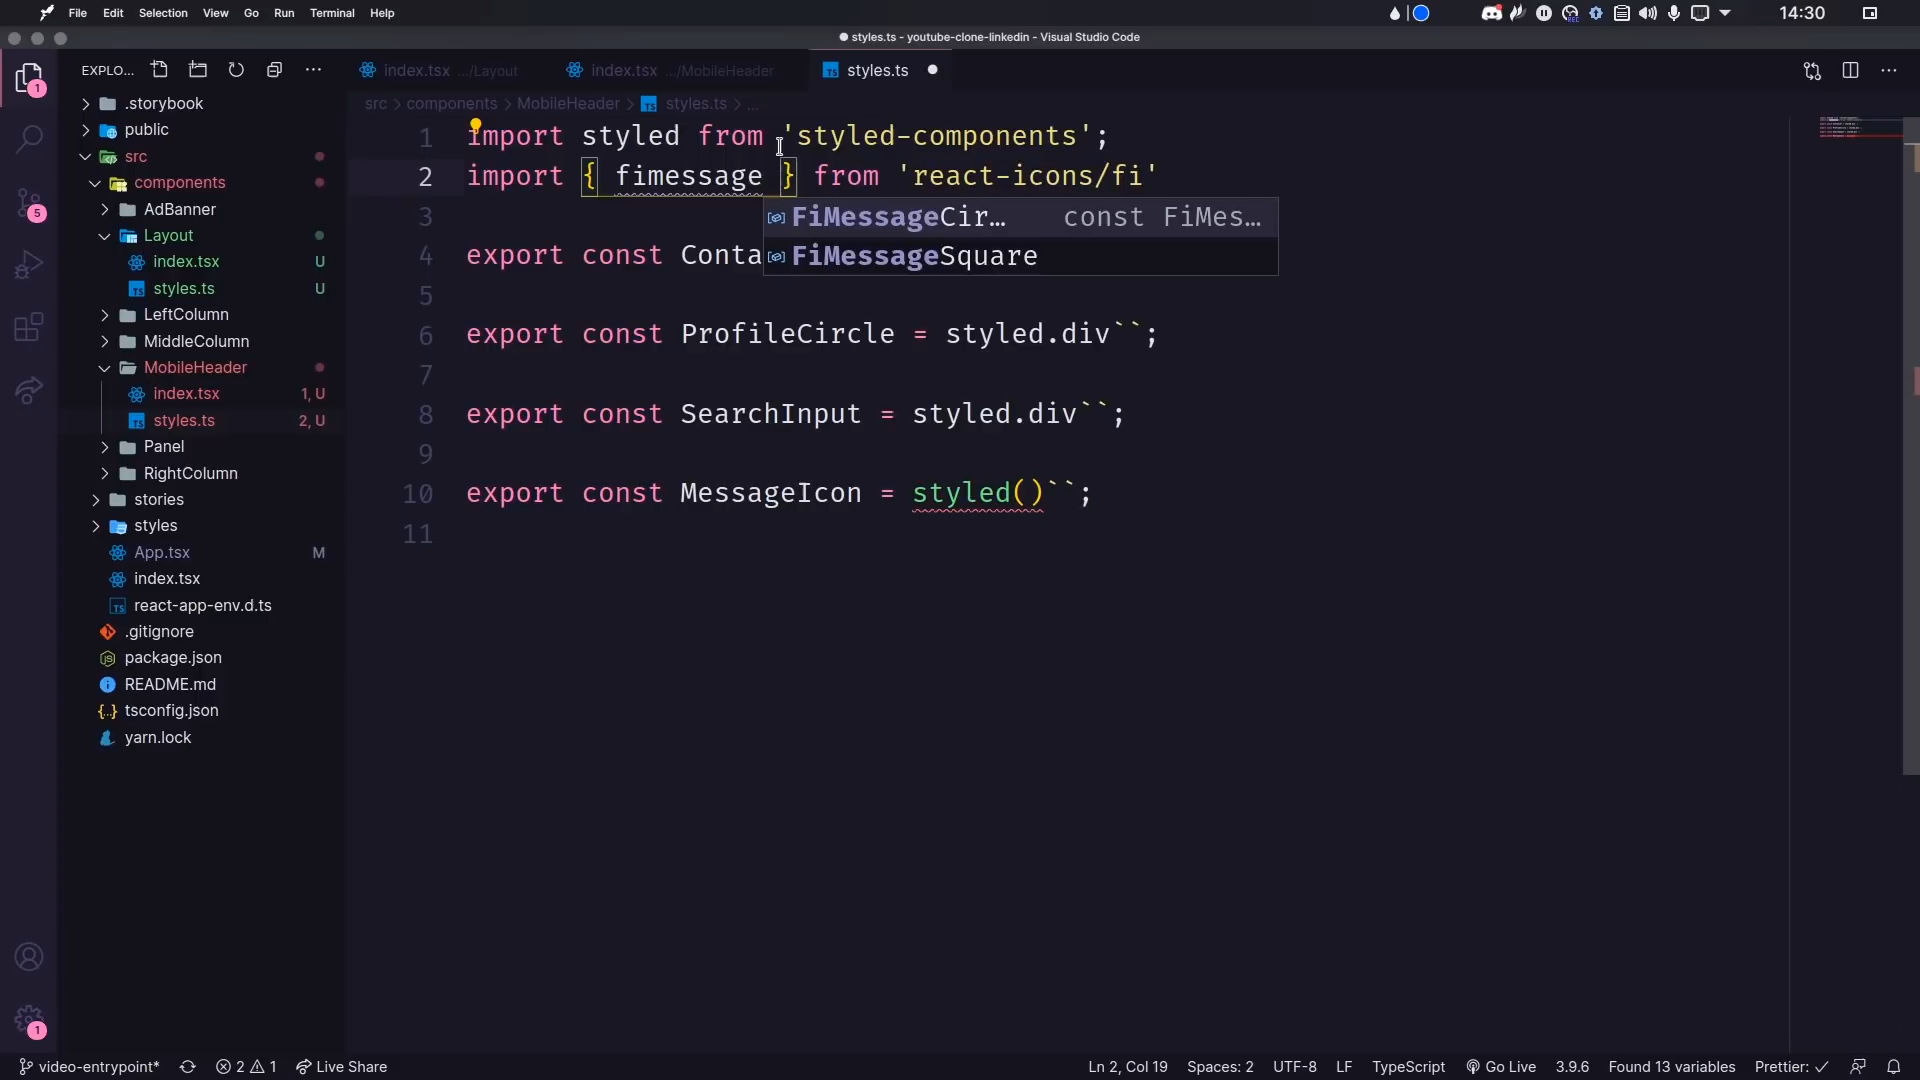 File Edit Selection View Go Run Terminal Help
14:30
● styles.ts - youtube-clone-linkedin - Visual Studio Code
EXPLO...
index.tsx .../Layout
index.tsx .../MobileHeader
styles.ts
src > components > MobileHeader > TS styles.ts > ...
.storybook
public
src
components
AdBanner
Layout
index.tsx U
styles.ts U
LeftColumn
MiddleColumn
MobileHeader
index.tsx 1, U
styles.ts 2, U
Panel
RightColumn
stories
styles
App.tsx M
index.tsx
react-app-env.d.ts
.gitignore
package.json
README.md
tsconfig.json
yarn.lock
1
5
1
1 import styled from 'styled-components';
2 import { fimessage } from 'react-icons/fi'
3
FiMessageCir... const FiMes...
4 export const Conta
FiMessageSquare
5
6 export const ProfileCircle = styled.div``;
7
8 export const SearchInput = styled.div``;
9
10 export const MessageIcon = styled()``;
11
video-entrypoint* 2 1 Live Share
Ln 2, Col 19 Spaces: 2 UTF-8 LF TypeScript Go Live 3.9.6 Found 13 variables Prettier: ✓